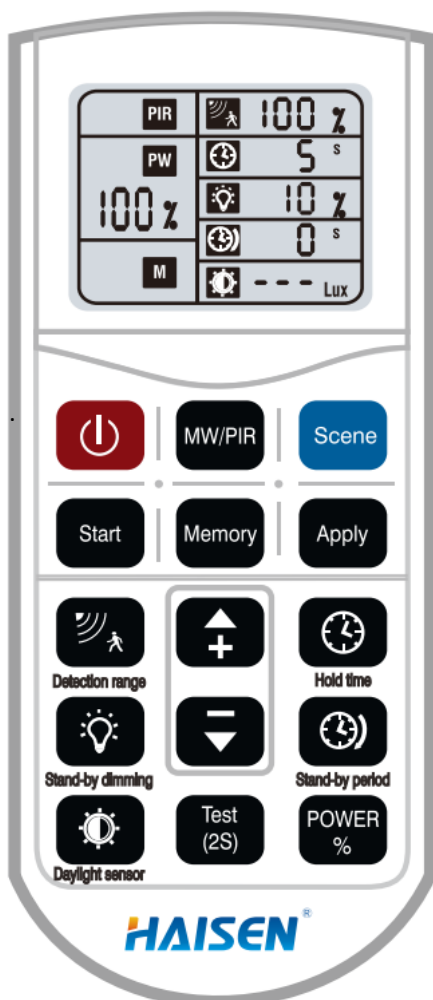 PIR 100 %
PW 5 s
100 % 10 %
0 s
M - - - Lux
MW/PIR Scene
Start Memory Apply
+
Detection range Hold time
−
Stand-by dimming Stand-by period
Test POWER
(2S) %
Daylight sensor
HAISEN®